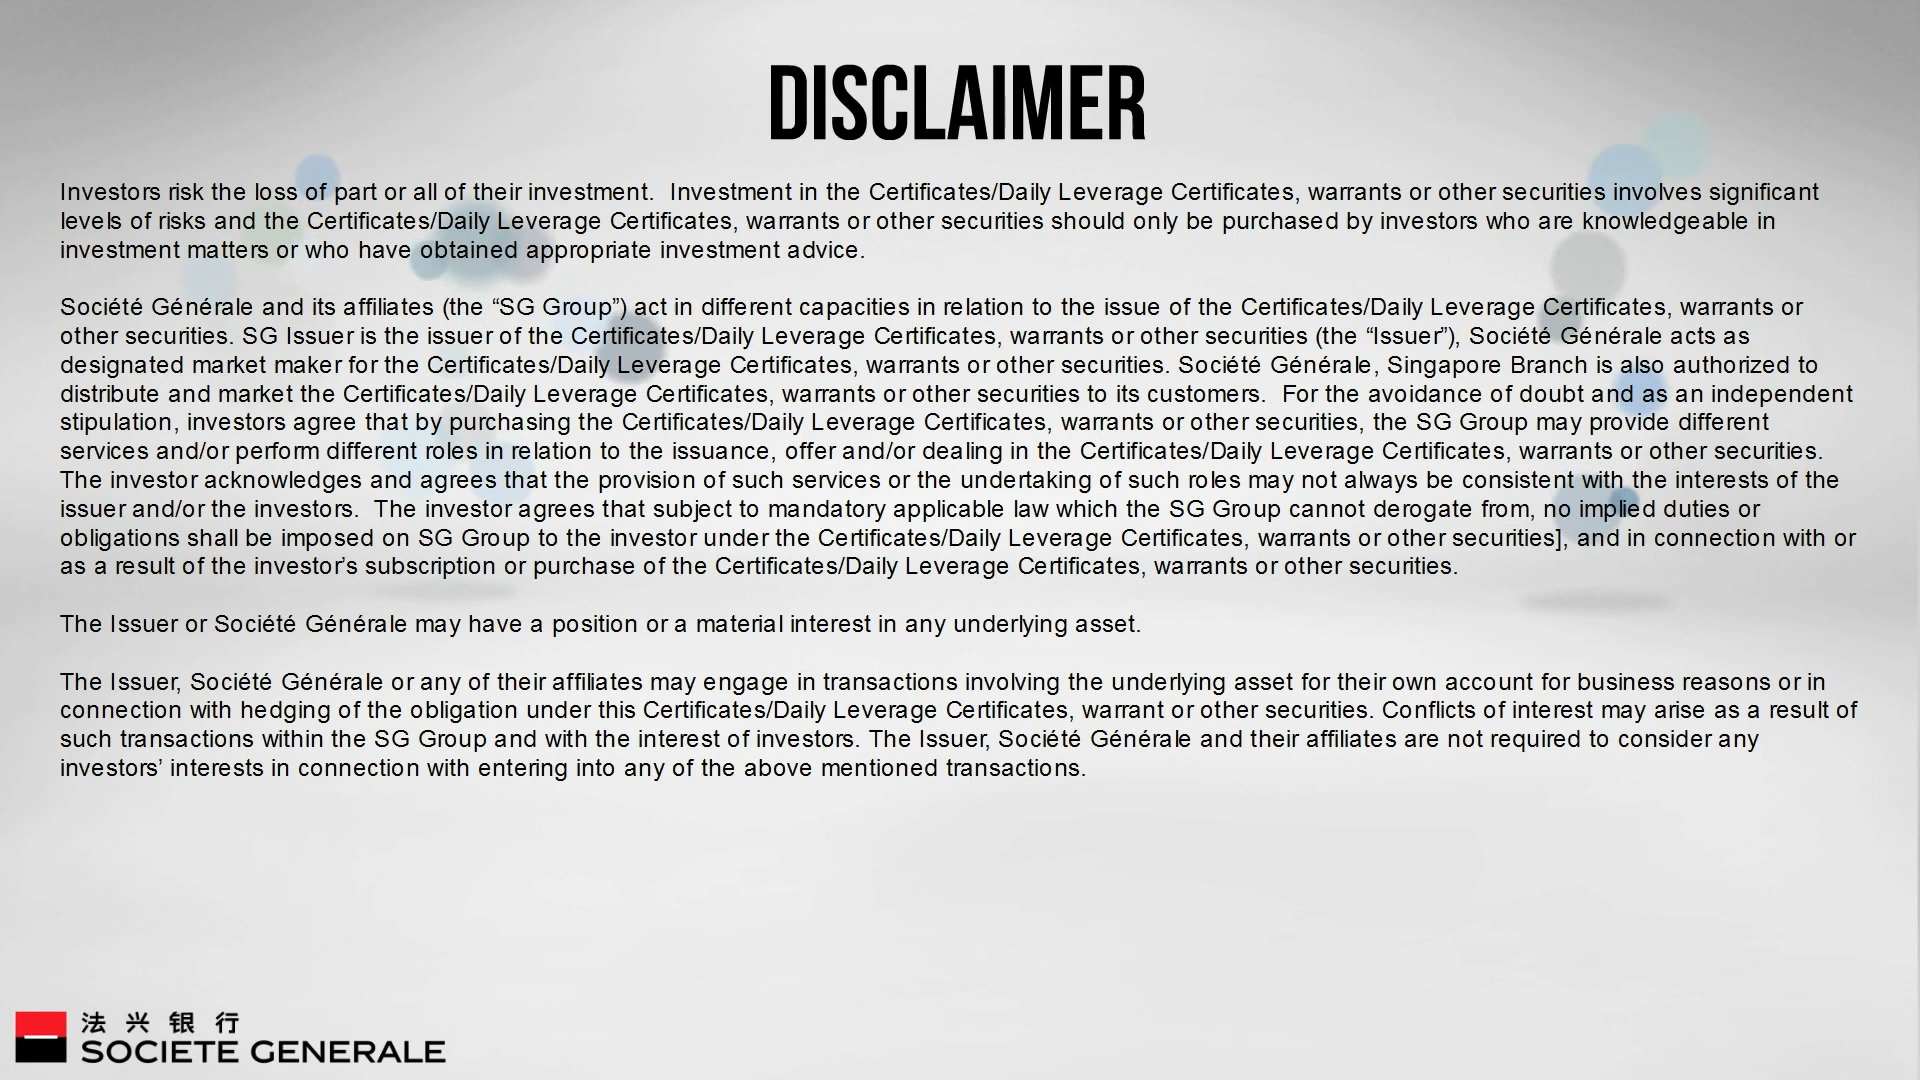 DISCLAIMER
Investors risk the loss of part or all of their investment.  Investment in the Certificates/Daily Leverage Certificates, warrants or other securities involves significant
levels of risks and the Certificates/Daily Leverage Certificates, warrants or other securities should only be purchased by investors who are knowledgeable in
investment matters or who have obtained appropriate investment advice.
Société Générale and its affiliates (the “SG Group”) act in different capacities in relation to the issue of the Certificates/Daily Leverage Certificates, warrants or
other securities. SG Issuer is the issuer of the Certificates/Daily Leverage Certificates, warrants or other securities (the “Issuer”), Société Générale acts as
designated market maker for the Certificates/Daily Leverage Certificates, warrants or other securities. Société Générale, Singapore Branch is also authorized to
distribute and market the Certificates/Daily Leverage Certificates, warrants or other securities to its customers.  For the avoidance of doubt and as an independent
stipulation, investors agree that by purchasing the Certificates/Daily Leverage Certificates, warrants or other securities, the SG Group may provide different
services and/or perform different roles in relation to the issuance, offer and/or dealing in the Certificates/Daily Leverage Certificates, warrants or other securities.
The investor acknowledges and agrees that the provision of such services or the undertaking of such roles may not always be consistent with the interests of the
issuer and/or the investors.  The investor agrees that subject to mandatory applicable law which the SG Group cannot derogate from, no implied duties or
obligations shall be imposed on SG Group to the investor under the Certificates/Daily Leverage Certificates, warrants or other securities], and in connection with or
as a result of the investor’s subscription or purchase of the Certificates/Daily Leverage Certificates, warrants or other securities.
The Issuer or Société Générale may have a position or a material interest in any underlying asset.
The Issuer, Société Générale or any of their affiliates may engage in transactions involving the underlying asset for their own account for business reasons or in
connection with hedging of the obligation under this Certificates/Daily Leverage Certificates, warrant or other securities. Conflicts of interest may arise as a result of
such transactions within the SG Group and with the interest of investors. The Issuer, Société Générale and their affiliates are not required to consider any
investors’ interests in connection with entering into any of the above mentioned transactions.
法兴银行
SOCIETE GENERALE